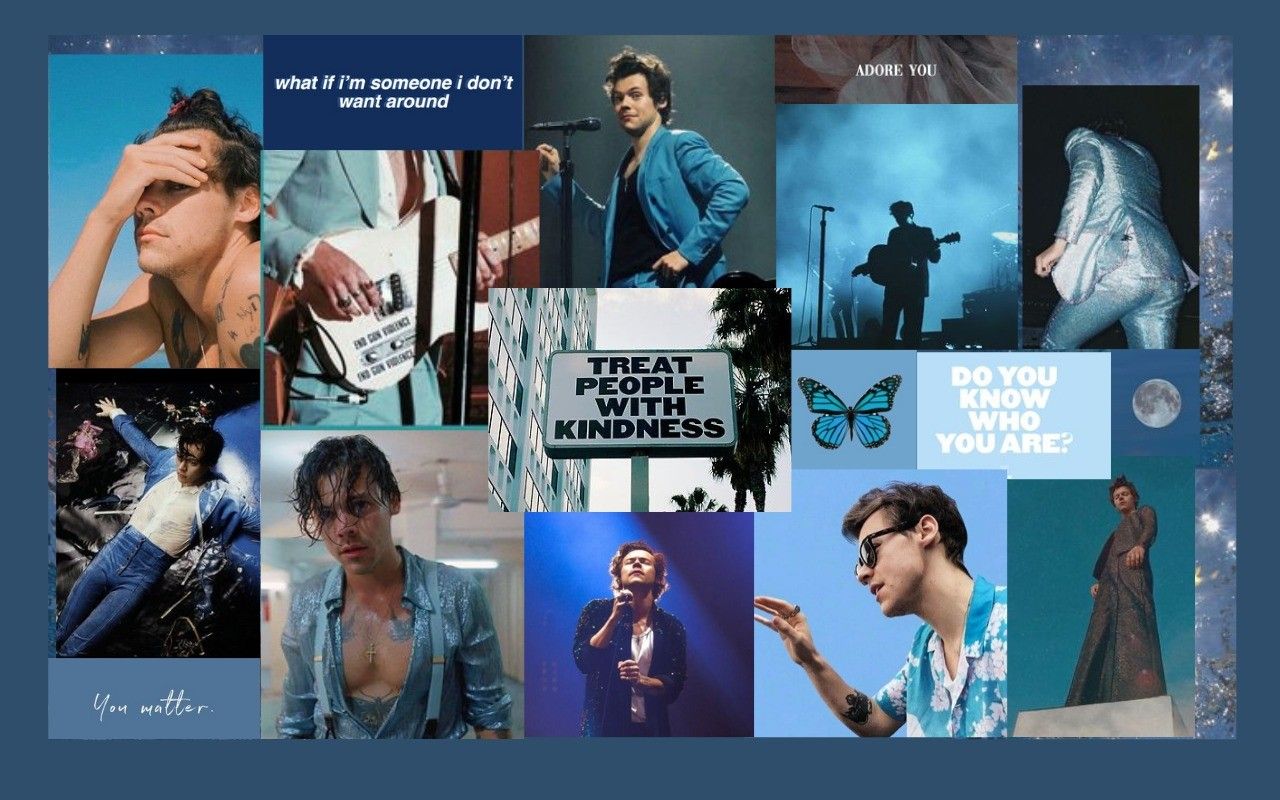 what if i'm someone i don't
want around
ADORE YOU
END GUN VIOLENCE
END GUN VIOLENCE
TREAT
PEOPLE
WITH
KINDNESS
DO YOU
KNOW
WHO
YOU ARE?
You matter.